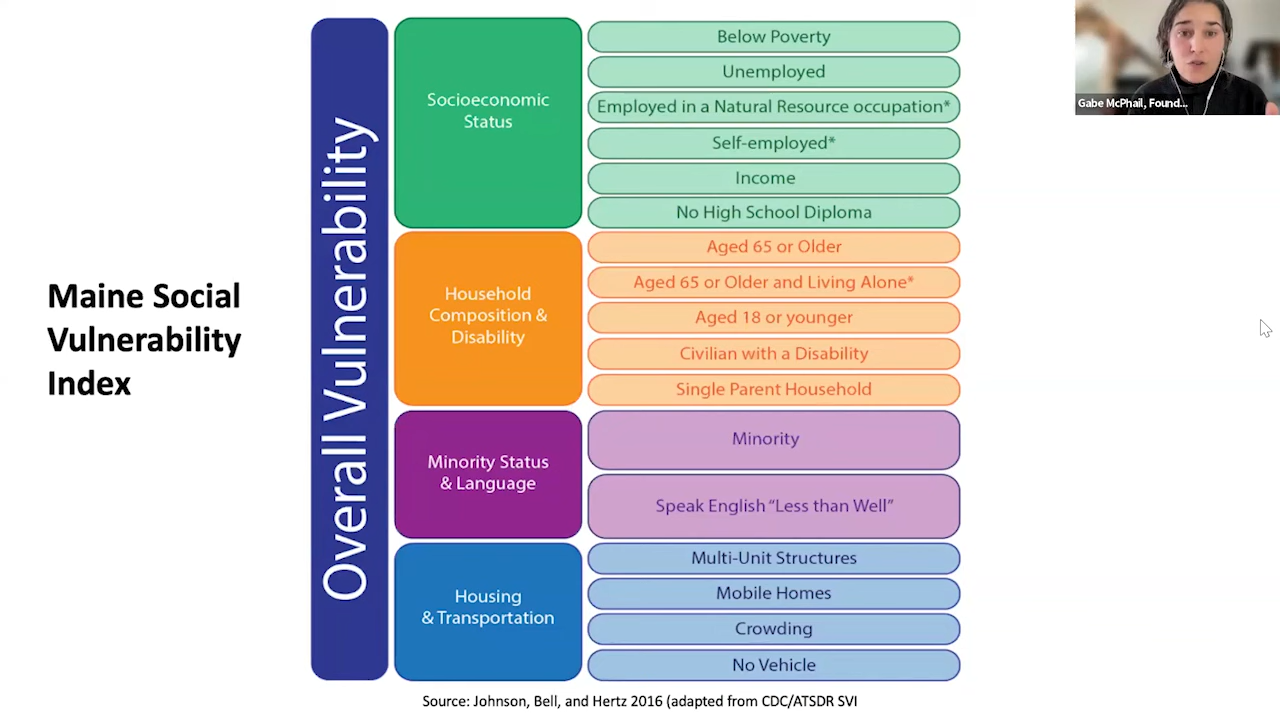 Maine Social
Vulnerability
Index
Overall Vulnerability
Socioeconomic
Status
Below Poverty
Unemployed
Employed in a Natural Resource occupation*
Self-employed*
Income
No High School Diploma
Household
Composition &
Disability
Aged 65 or Older
Aged 65 or Older and Living Alone*
Aged 18 or younger
Civilian with a Disability
Single Parent Household
Minority Status
& Language
Minority
Speak English “Less than Well”
Housing
& Transportation
Multi-Unit Structures
Mobile Homes
Crowding
No Vehicle
Source: Johnson, Bell, and Hertz 2016 (adapted from CDC/ATSDR SVI
Gabe McPhail, Found...